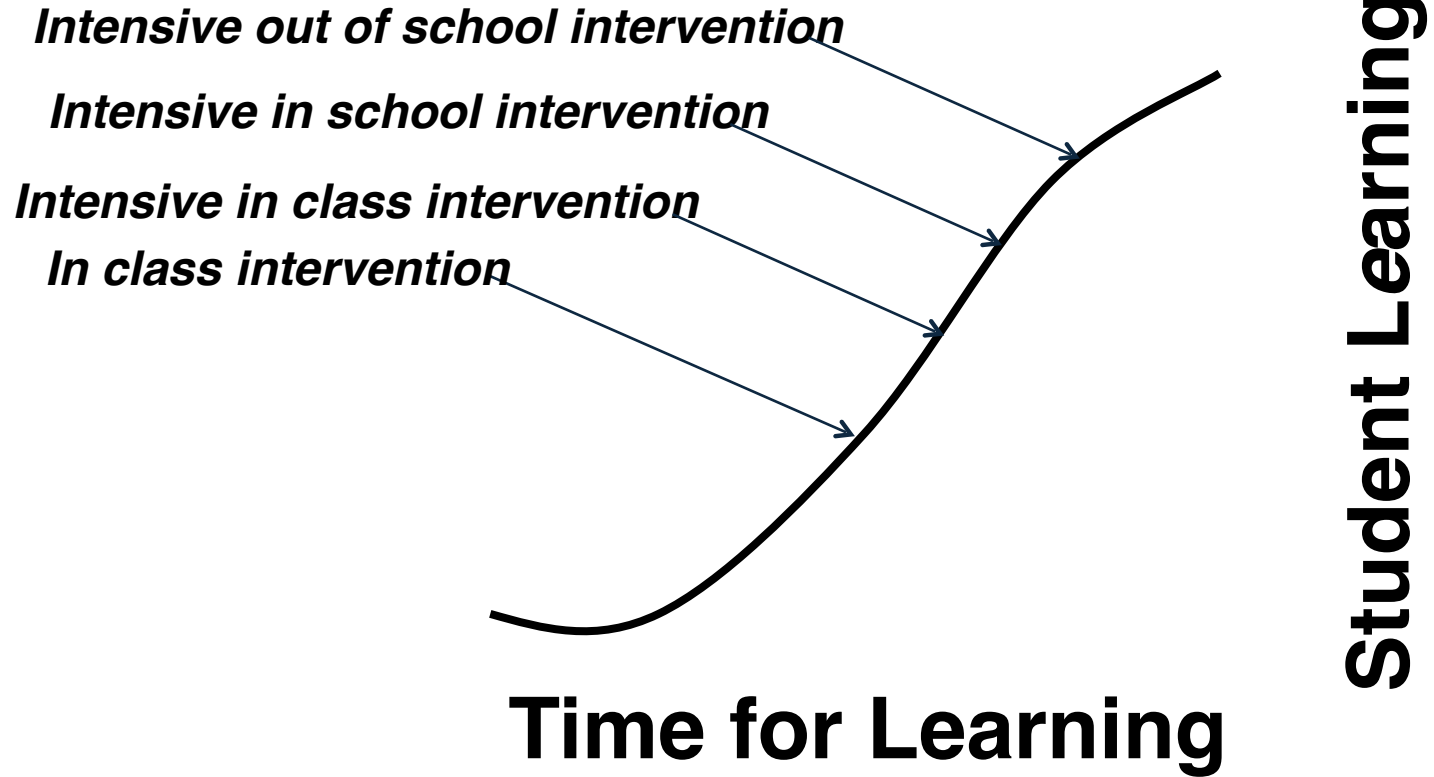 Intensive out of school intervention
Intensive in school intervention
Intensive in class intervention
In class intervention
Student Learning
Time for Learning